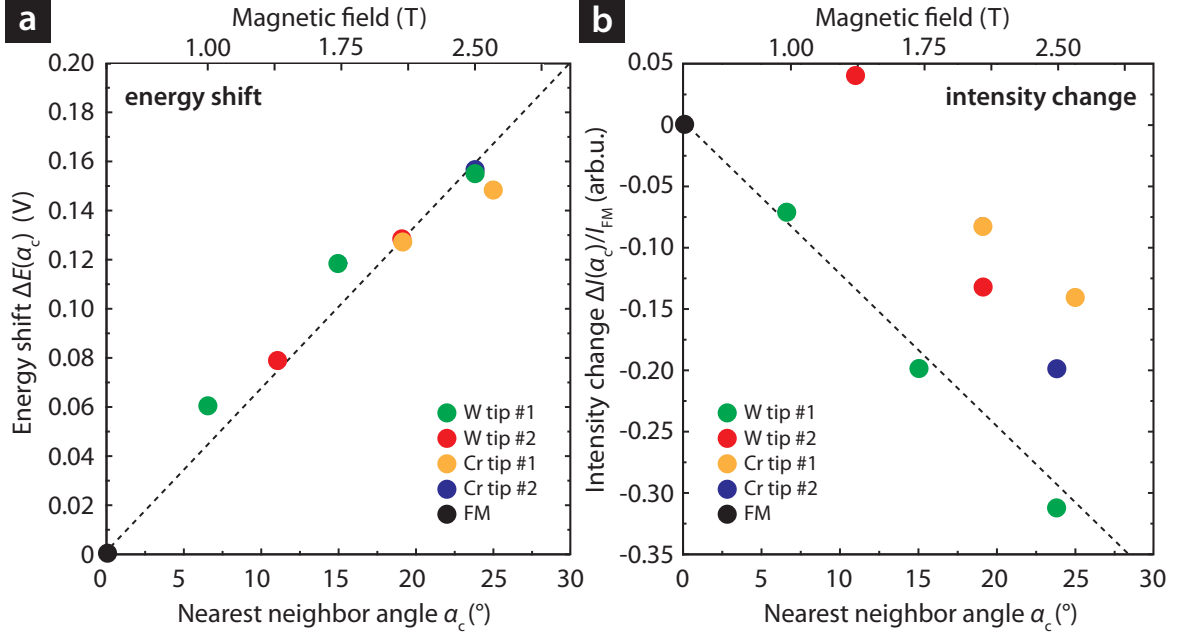 a
Magnetic field (T)
1.00 1.75 2.50
energy shift
0.20
0.18
0.16
0.14
0.12
0.10
0.08
0.06
0.04
0.02
0
Energy shift ΔE(αc) (V)
W tip #1
W tip #2
Cr tip #1
Cr tip #2
FM
0 5 10 15 20 25 30
Nearest neighbor angle αc(°)
b
Magnetic field (T)
1.00 1.75 2.50
intensity change
0.05
0
-0.05
-0.10
-0.15
-0.20
-0.25
-0.30
-0.35
Intensity change ΔI(αc)/IFM (arb.u.)
W tip #1
W tip #2
Cr tip #1
Cr tip #2
FM
0 5 10 15 20 25 30
Nearest neighbor angle αc(°)